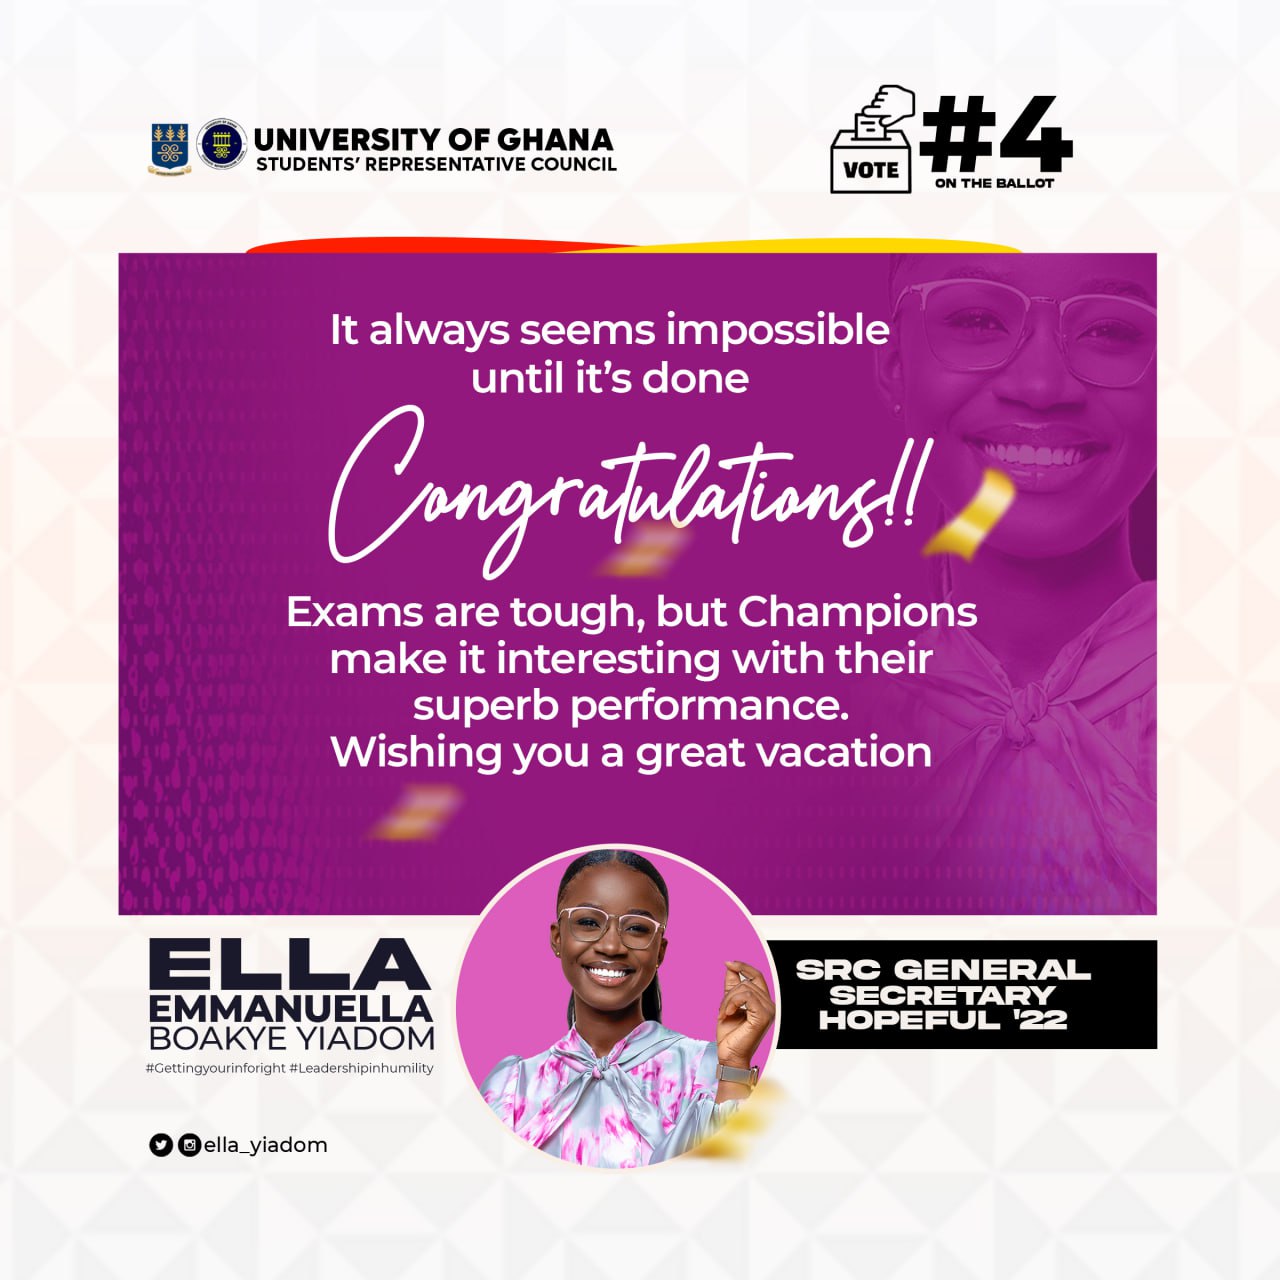 UNIVERSITY OF GHANA
STUDENTS’ REPRESENTATIVE COUNCIL
VOTE
#4
ON THE BALLOT
It always seems impossible
until it’s done
Congratulations!!
Exams are tough, but Champions
make it interesting with their
superb performance.
Wishing you a great vacation
ELLA
EMMANUELLA
BOAKYE YIADOM
#Gettingyourinforight #Leadershipinhumility
SRC GENERAL
SECRETARY
HOPEFUL '22
ella_yiadom